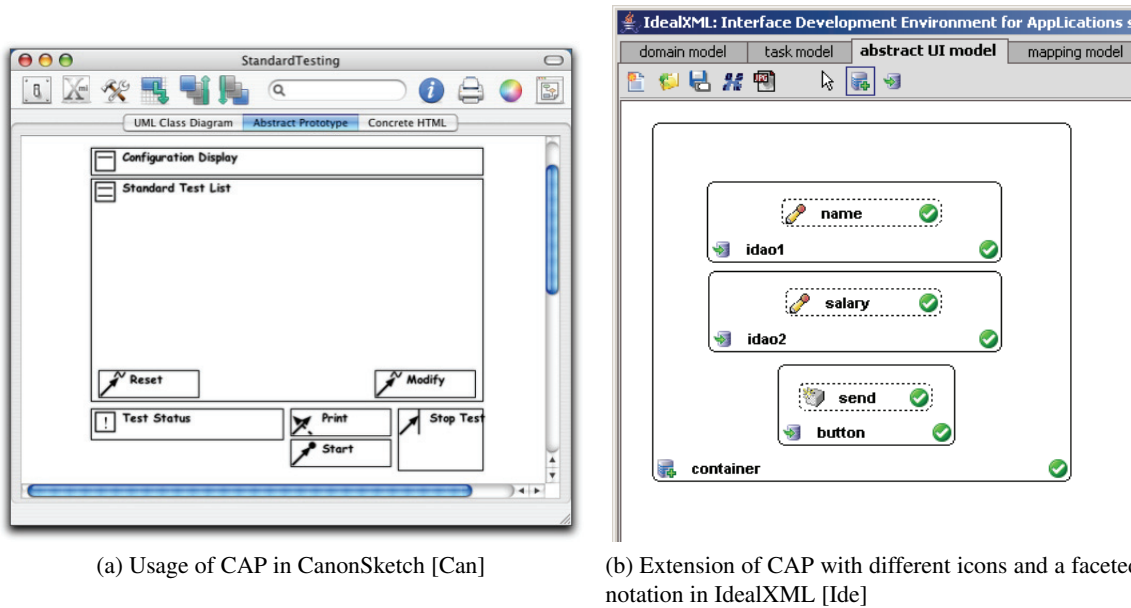 StandardTesting
UML Class Diagram Abstract Prototype Concrete HTML
Configuration Display
Standard Test List
Reset
Modify
Test Status
!
Print
Stop Test
Start
(a) Usage of CAP in CanonSketch [Can]
IdealXML: Interface Development Environment for AppLications s
domain model task model abstract UI model mapping model
name
idao1
salary
idao2
send
button
container
(b) Extension of CAP with different icons and a faceted
notation in IdealXML [Ide]